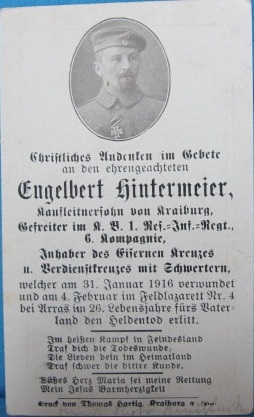 Christliches Andenken im Gebete
an den ehrengeachteten
Engelbert Hintermeier,
Kaufleitnersohn von Kraiburg,
Gefreiter im K. B. 1. Res.-Inf.-Regt.,
6. Kompagnie,
Inhaber des Eisernen Kreuzes
u. Verdienstkreuzes mit Schwertern,
welcher am 31. Januar 1916 verwundet
und am 4. Februar im Feldlazarett Nr. 4
bei Arras im 26. Lebensjahre fürs Vater-
land den Heldentod erlitt.
Im heißen Kampf in Feindesland
Traf dich die Todeswunde,
Die Lieben dein im Heimatland
Traf schwer die bittre Kunde.
Süßes Herz Mariä sei meine Rettung
Mein Jesus Barmherzigkeit
Druck von Thomas Hartig, Kraiburg a.